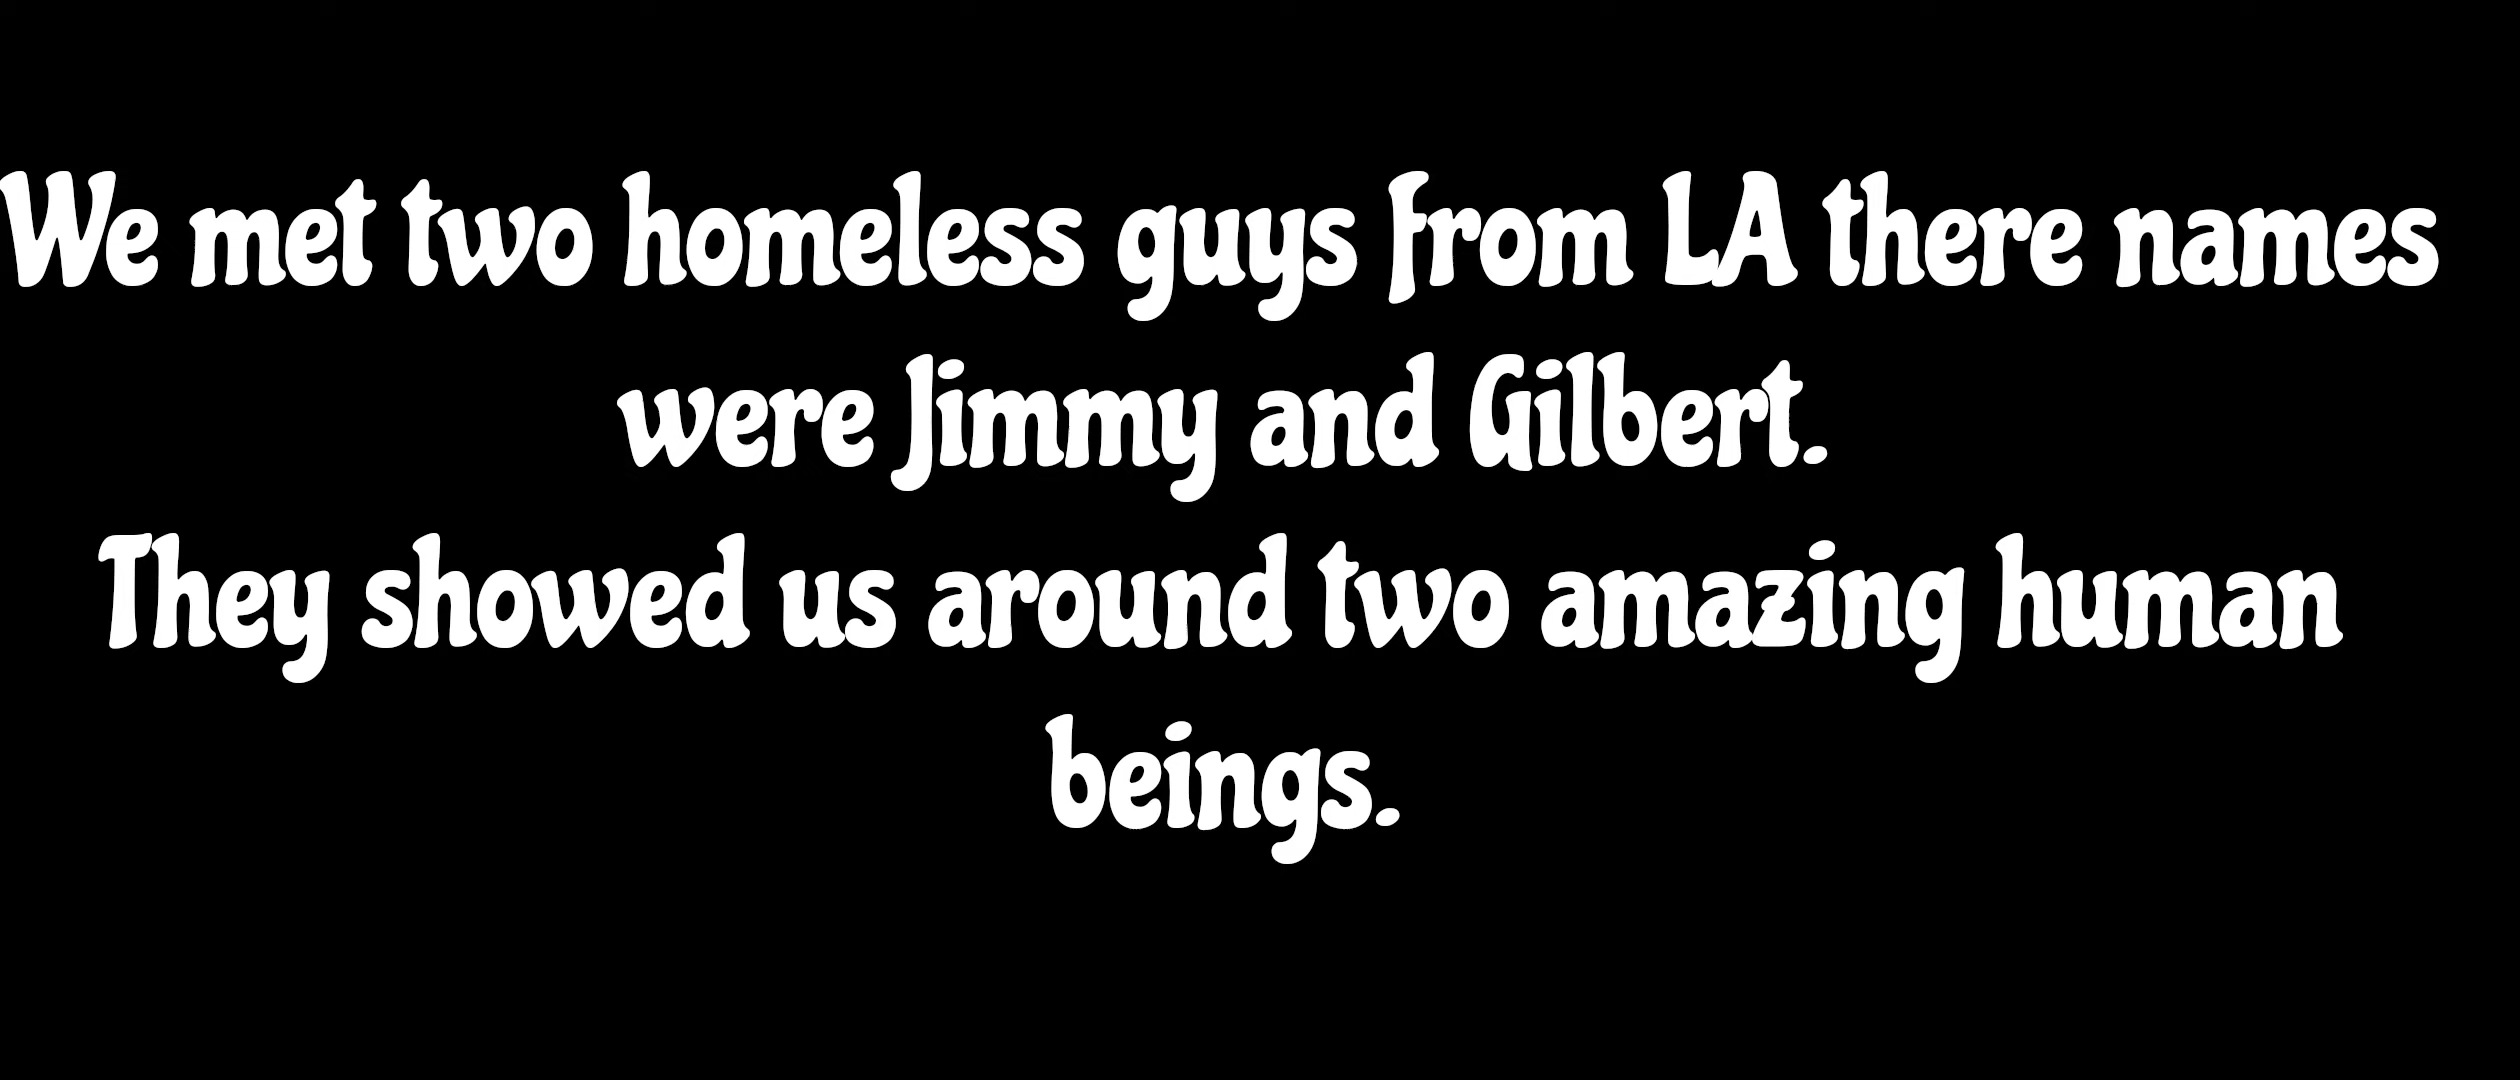 We met two homeless guys from LA there names
were Jimmy and Gilbert.
They showed us around two amazing human
beings.